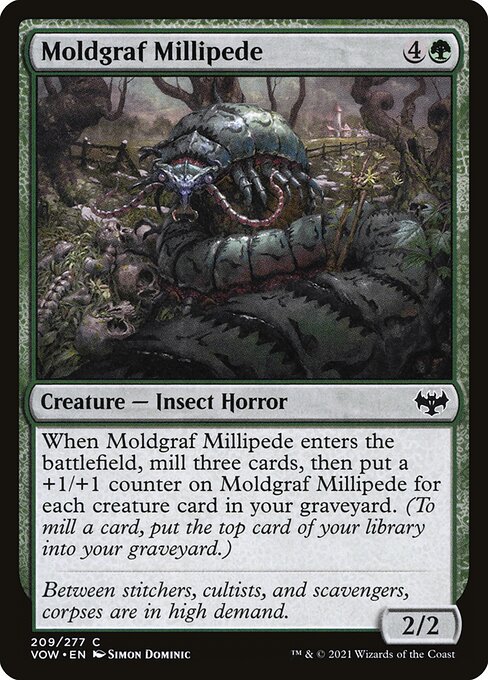 Moldgraf Millipede 4
Creature — Insect Horror
When Moldgraf Millipede enters the
battlefield, mill three cards, then put a
+1/+1 counter on Moldgraf Millipede for
each creature card in your graveyard. (To
mill a card, put the top card of your library
into your graveyard.)
Between stitchers, cultists, and scavengers,
corpses are in high demand.
2/2
209/277 C
VOW • EN Simon Dominic
™ & © 2021 Wizards of the Coast